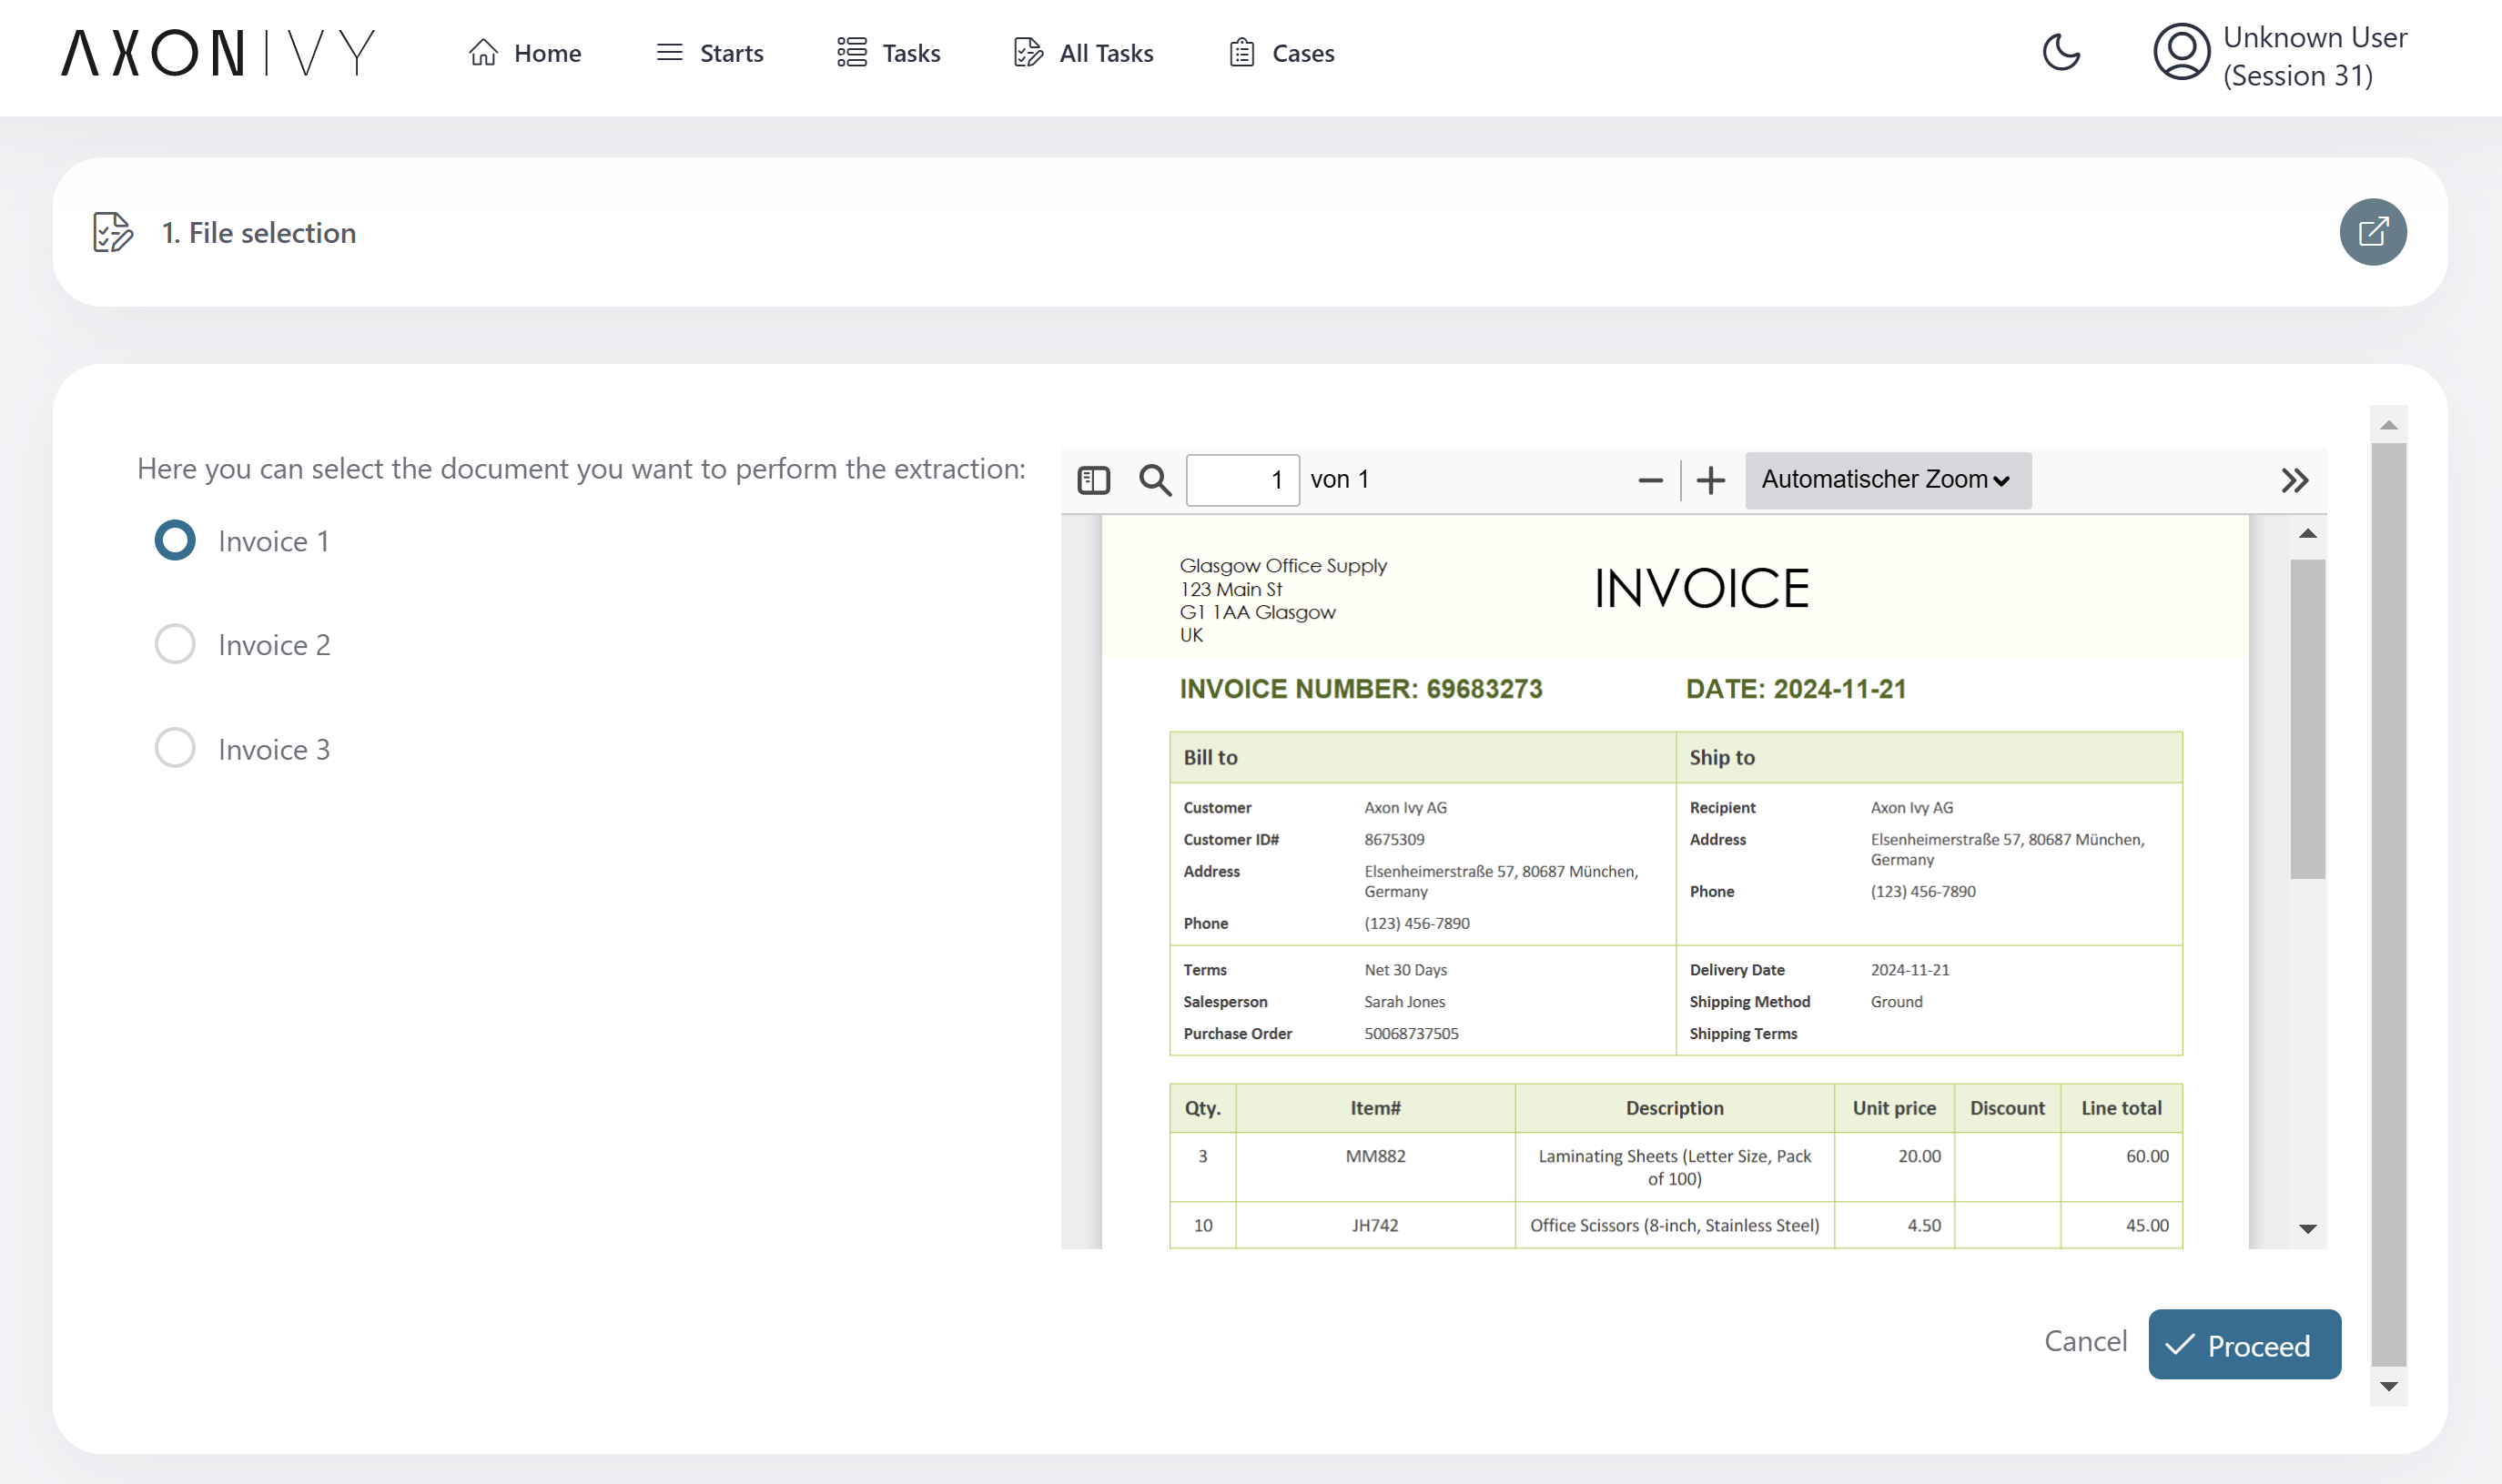 AXONIVY
Home
Starts
Tasks
All Tasks
Cases
Unknown User
(Session 31)
1. File selection
Here you can select the document you want to perform the extraction:
Invoice 1
Invoice 2
Invoice 3
1 von 1
Automatischer Zoom
Glasgow Office Supply
123 Main St
G1 1AA Glasgow
UK
INVOICE
INVOICE NUMBER: 69683273 DATE: 2024-11-21
Bill to
Customer Axon Ivy AG
Customer ID# 8675309
Address Elsenheimerstraße 57, 80687 München,
Germany
Phone (123) 456-7890
Ship to
Recipient Axon Ivy AG
Address Elsenheimerstraße 57, 80687 München,
Germany
Phone (123) 456-7890
Terms Net 30 Days
Salesperson Sarah Jones
Purchase Order 50068737505
Delivery Date 2024-11-21
Shipping Method Ground
Shipping Terms
Qty. Item# Description Unit price Discount Line total
3 MM882 Laminating Sheets (Letter Size, Pack 20.00 60.00
of 100)
10 JH742 Office Scissors (8-inch, Stainless Steel) 4.50 45.00
Cancel
Proceed